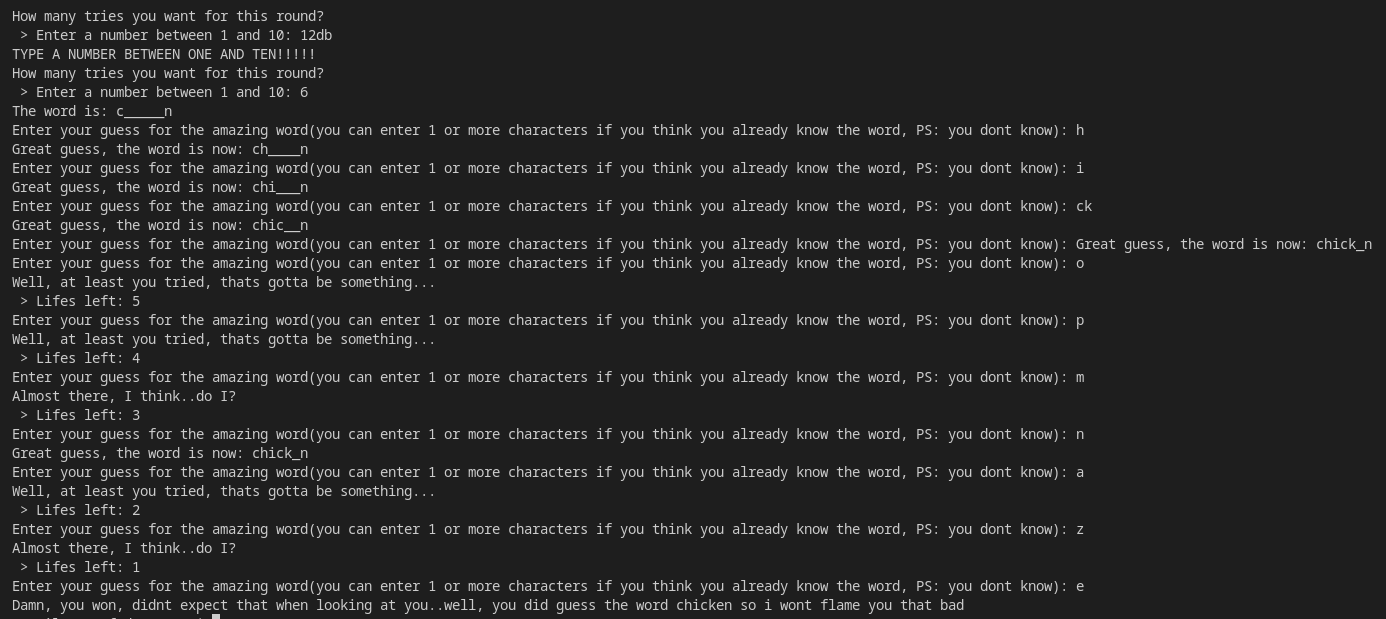 How many tries you want for this round?
 > Enter a number between 1 and 10: 12db
TYPE A NUMBER BETWEEN ONE AND TEN!!!!!
How many tries you want for this round?
 > Enter a number between 1 and 10: 6
The word is: c_____n
Enter your guess for the amazing word(you can enter 1 or more characters if you think you already know the word, PS: you dont know): h
Great guess, the word is now: ch____n
Enter your guess for the amazing word(you can enter 1 or more characters if you think you already know the word, PS: you dont know): i
Great guess, the word is now: chi___n
Enter your guess for the amazing word(you can enter 1 or more characters if you think you already know the word, PS: you dont know): ck
Great guess, the word is now: chic__n
Enter your guess for the amazing word(you can enter 1 or more characters if you think you already know the word, PS: you dont know): Great guess, the word is now: chick_n
Enter your guess for the amazing word(you can enter 1 or more characters if you think you already know the word, PS: you dont know): o
Well, at least you tried, thats gotta be something...
 > Lifes left: 5
Enter your guess for the amazing word(you can enter 1 or more characters if you think you already know the word, PS: you dont know): p
Well, at least you tried, thats gotta be something...
 > Lifes left: 4
Enter your guess for the amazing word(you can enter 1 or more characters if you think you already know the word, PS: you dont know): m
Almost there, I think..do I?
 > Lifes left: 3
Enter your guess for the amazing word(you can enter 1 or more characters if you think you already know the word, PS: you dont know): n
Great guess, the word is now: chick_n
Enter your guess for the amazing word(you can enter 1 or more characters if you think you already know the word, PS: you dont know): a
Well, at least you tried, thats gotta be something...
 > Lifes left: 2
Enter your guess for the amazing word(you can enter 1 or more characters if you think you already know the word, PS: you dont know): z
Almost there, I think..do I?
 > Lifes left: 1
Enter your guess for the amazing word(you can enter 1 or more characters if you think you already know the word, PS: you dont know): e
Damn, you won, didnt expect that when looking at you..well, you did guess the word chicken so i wont flame you that bad